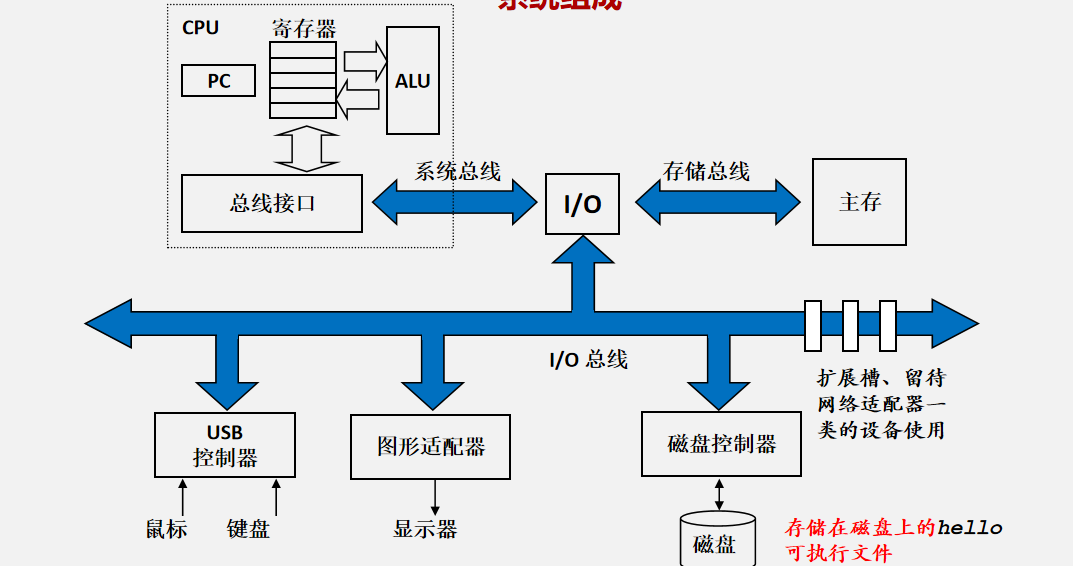 系统组成
CPU
寄存器
PC
ALU
系统总线
存储总线
总线接口
I/O
主存
I/O 总线
扩展槽、留待
网络适配器一
类的设备使用
USB
控制器
图形适配器
磁盘控制器
鼠标
键盘
显示器
磁盘
存储在磁盘上的hello
可执行文件